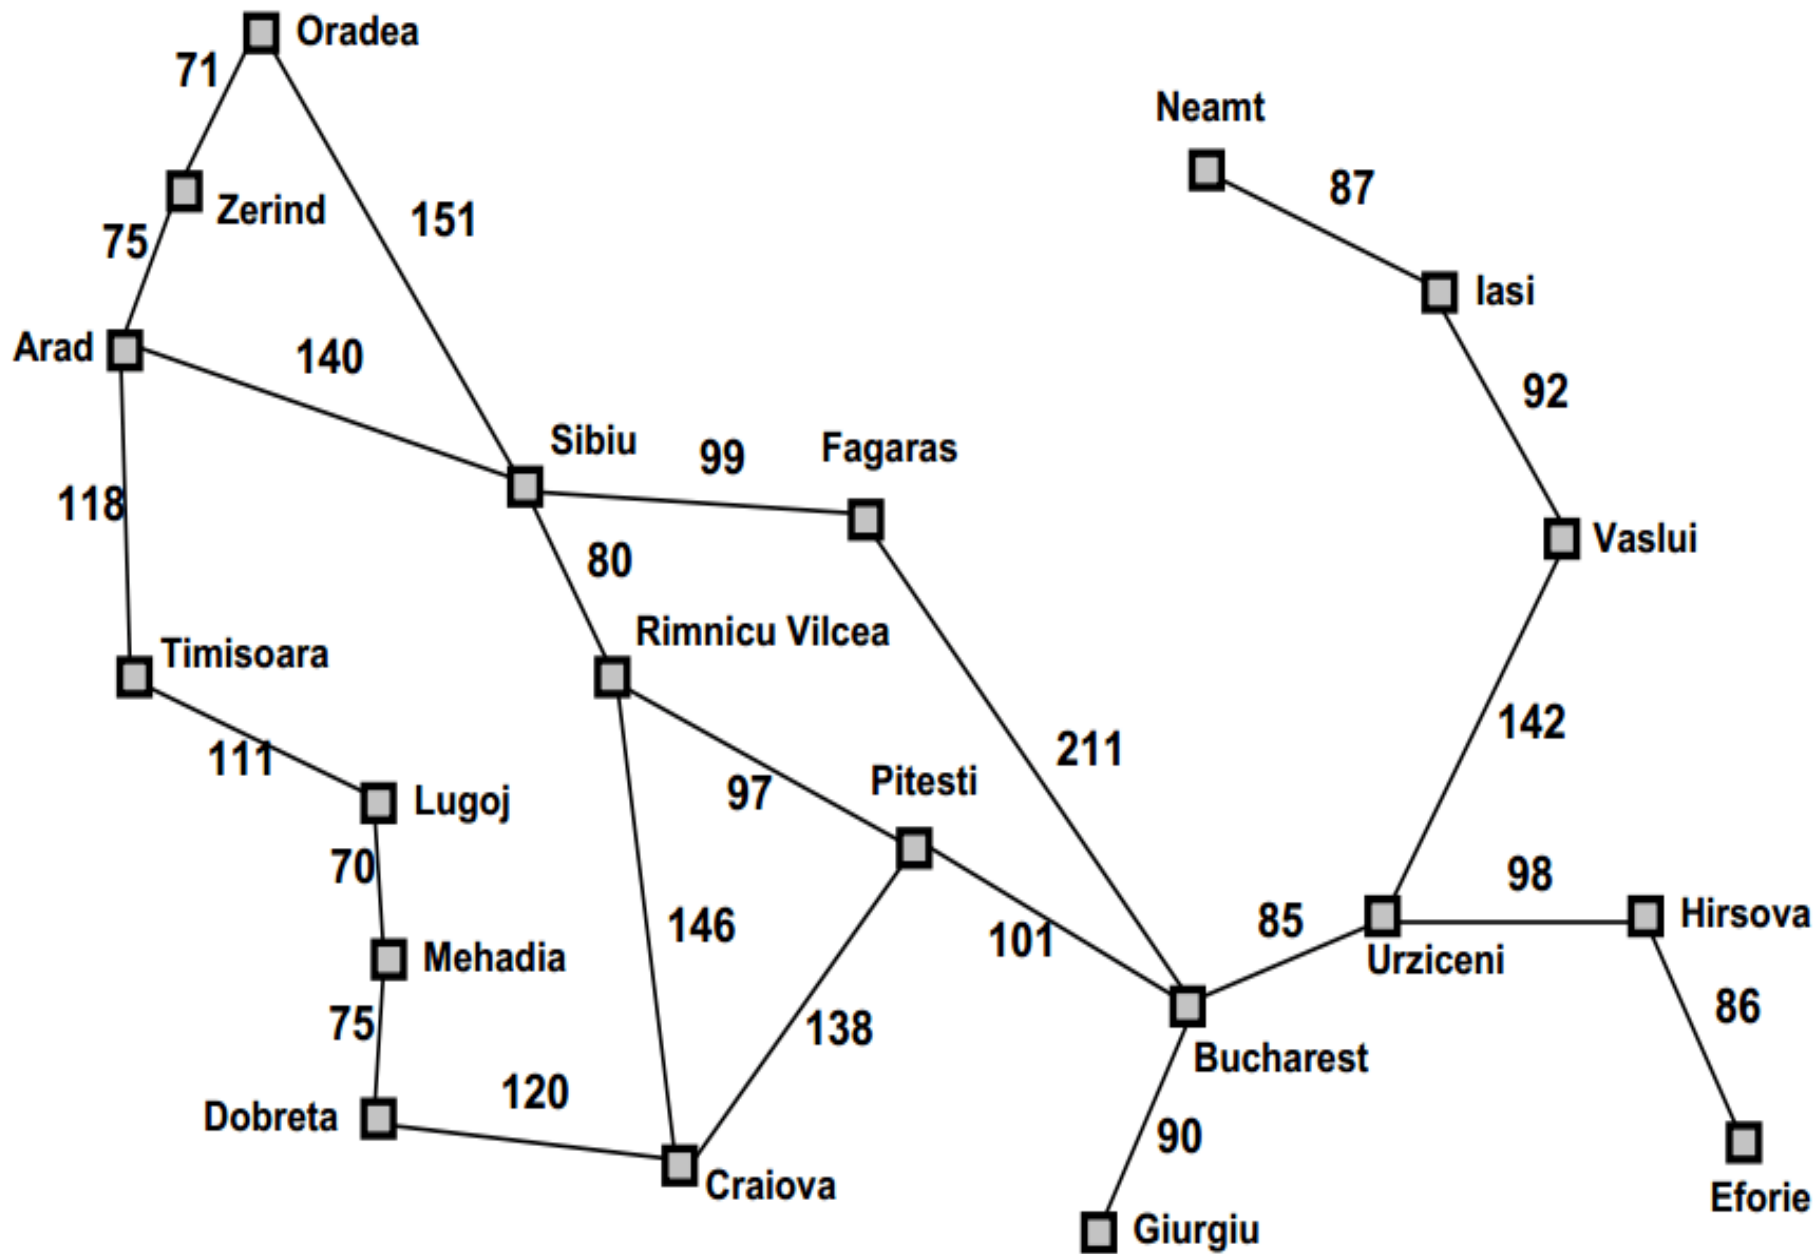 Oradea
71
Neamt
87
Zerind
151
75
Iasi
Arad
140
92
Sibiu
99
Fagaras
118
Vaslui
80
Rimnicu Vilcea
Timisoara
142
211
111
97
Pitesti
Lugoj
70
98
Hirsova
146
85
101
Urziceni
Mehadia
86
75
138
Bucharest
120
Dobreta
90
Craiova
Eforie
Giurgiu